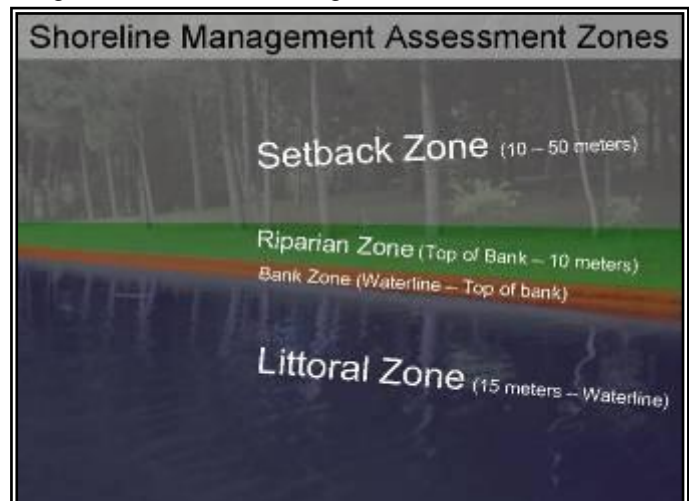 Shoreline Management Assessment Zones
Setback Zone (10 – 50 meters)
Riparian Zone (Top of Bank – 10 meters)
Bank Zone (Waterline – Top of bank)
Littoral Zone (15 meters – Waterline)